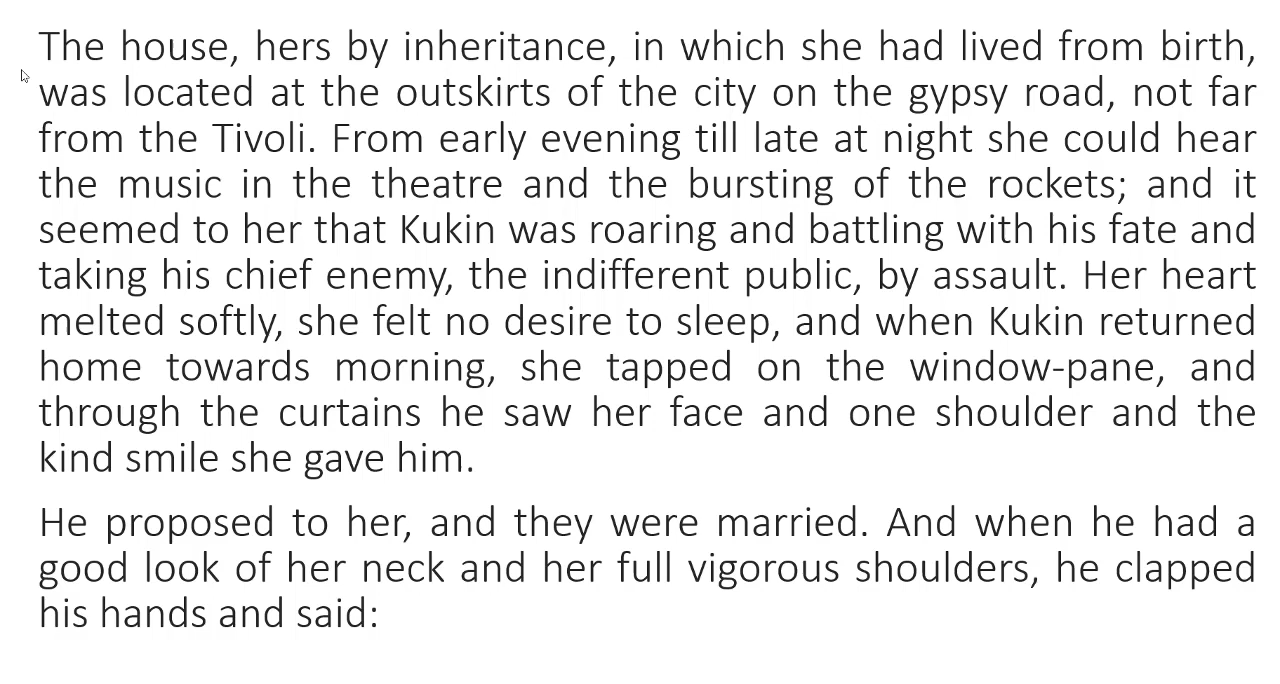 The house, hers by inheritance, in which she had lived from birth,
was located at the outskirts of the city on the gypsy road, not far
from the Tivoli. From early evening till late at night she could hear
the music in the theatre and the bursting of the rockets; and it
seemed to her that Kukin was roaring and battling with his fate and
taking his chief enemy, the indifferent public, by assault. Her heart
melted softly, she felt no desire to sleep, and when Kukin returned
home towards morning, she tapped on the window-pane, and
through the curtains he saw her face and one shoulder and the
kind smile she gave him.
He proposed to her, and they were married. And when he had a
good look of her neck and her full vigorous shoulders, he clapped
his hands and said: